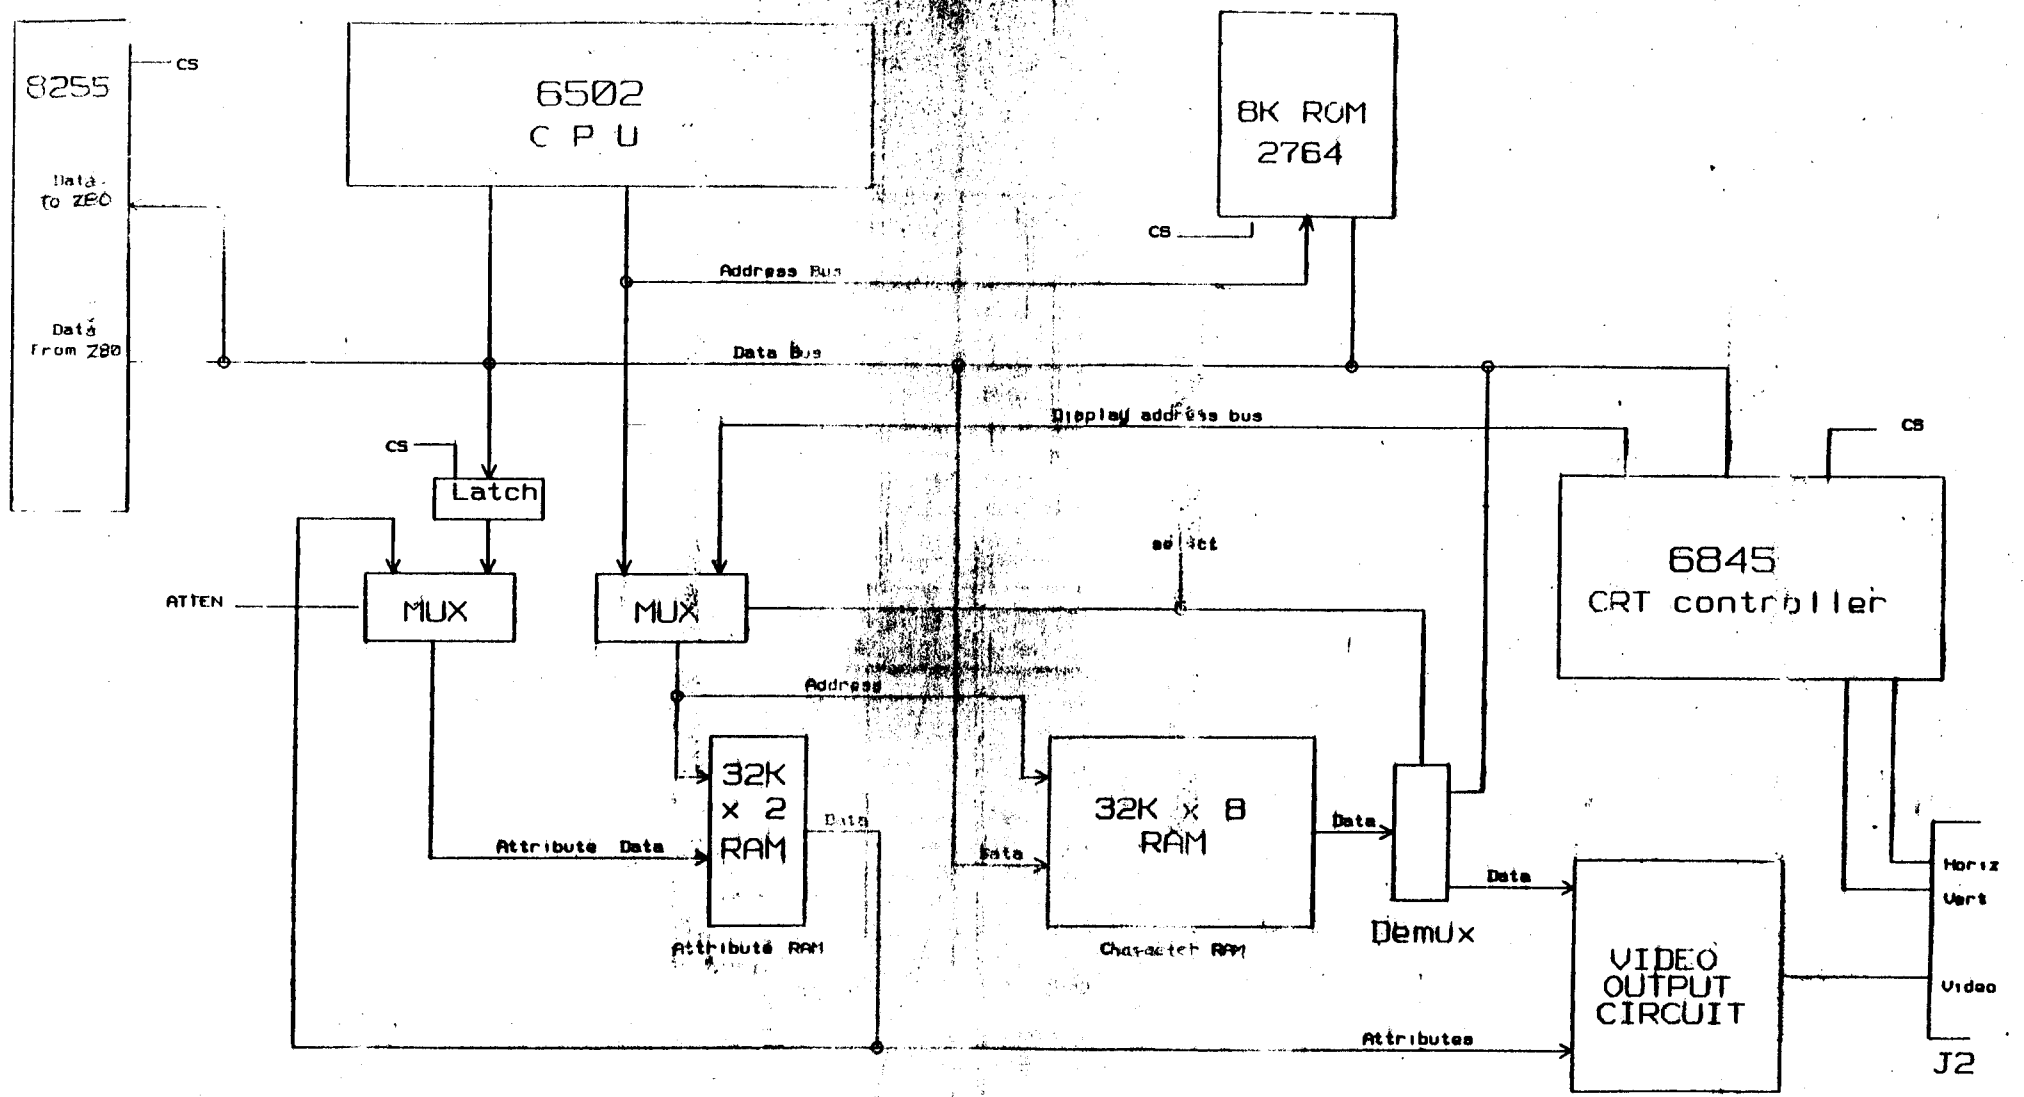 8255
CS
6502
C P U
8K ROM
2764
Data
to Z80
CS
Address Bus
Data
From Z80
Data Bus
Display address bus
CS
CS
Latch
6845
CRT controller
select
ATTEN
MUX
MUX
Address
32K
x 2
RAM
Data
32K x 8
RAM
Data
Attribute Data
Data
Data
Horiz
Vert
Attribute RAM
Character RAM
Demux
VIDEO
OUTPUT
CIRCUIT
Video
Attributes
J2